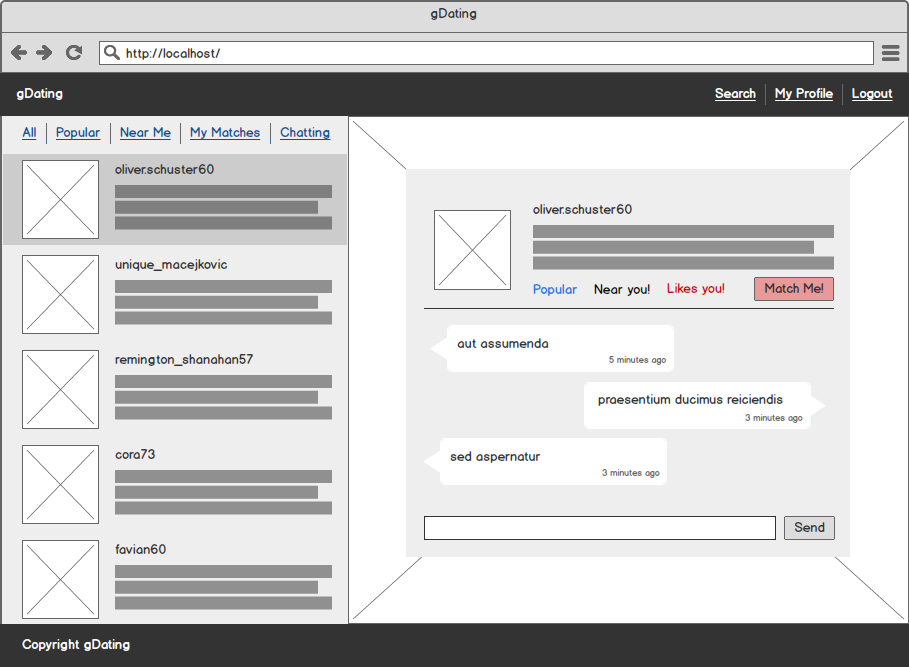 gDating
http://localhost/
gDating
Search My Profile Logout
All Popular Near Me My Matches Chatting
oliver.schuster60
unique_macejkovic
remington_shanahan57
cora73
favian60
oliver.schuster60
Popular Near you! Likes you! Match Me!
aut assumenda
5 minutes ago
praesentium ducimus reiciendis
3 minutes ago
sed aspernatur
3 minutes ago
Send
Copyright gDating